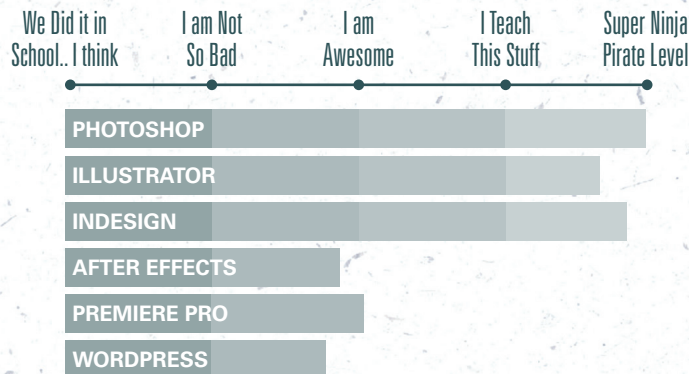 We Did it in
School.. I think
I am Not
So Bad
I am
Awesome
I Teach
This Stuff
Super Ninja
Pirate Level
PHOTOSHOP
ILLUSTRATOR
INDESIGN
AFTER EFFECTS
PREMIERE PRO
WORDPRESS